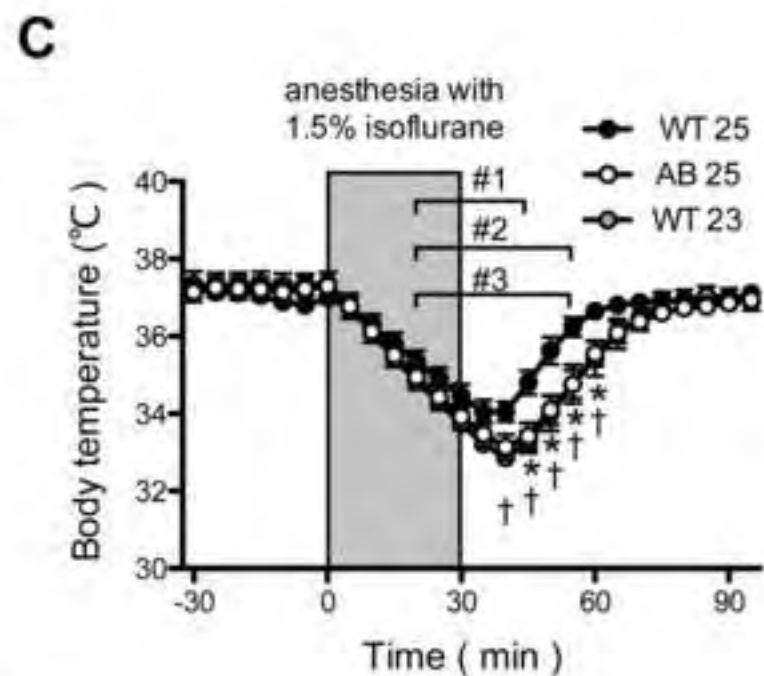 C
anesthesia with
1.5% isoflurane
WT 25
AB 25
WT 23
#1
#2
#3
Body temperature (℃)
40
38
36
34
32
30
*
*
*
*
†
†
†
†
†
-30
0
30
60
90
Time ( min )